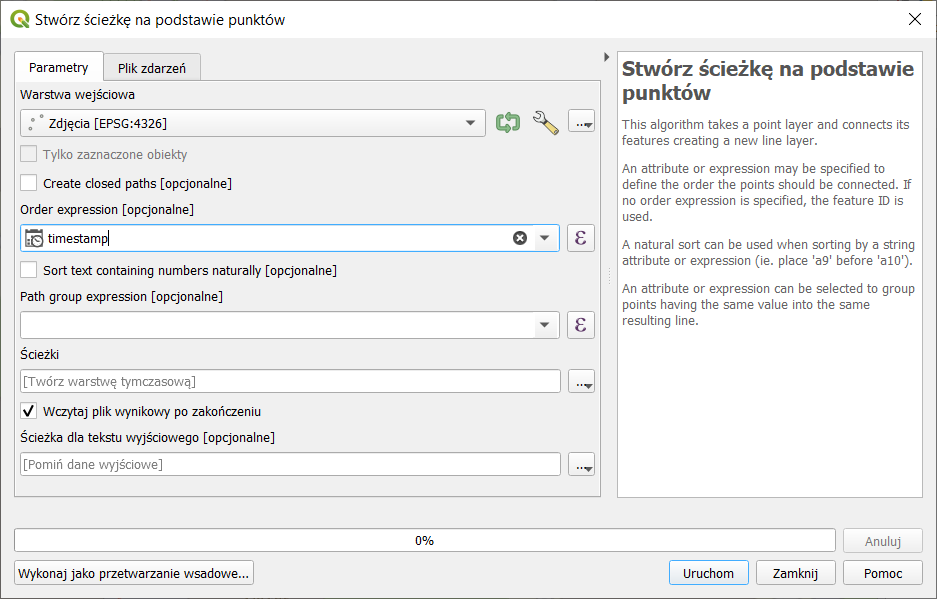 Stwórz ścieżkę na podstawie punktów
Parametry
Plik zdarzeń
Warstwa wejściowa
Zdjęcia [EPSG:4326]
...
Tylko zaznaczone obiekty
Create closed paths [opcjonalne]
Order expression [opcjonalne]
timestamp
ε
Sort text containing numbers naturally [opcjonalne]
Path group expression [opcjonalne]
ε
Ścieżki
[Twórz warstwę tymczasową]
...
Wczytaj plik wynikowy po zakończeniu
Ścieżka dla tekstu wyjściowego [opcjonalne]
[Pomiń dane wyjściowe]
...
Stwórz ścieżkę na podstawie
punktów
This algorithm takes a point layer and connects its
features creating a new line layer.
An attribute or expression may be specified to
define the order the points should be connected. If
no order expression is specified, the feature ID is
used.
A natural sort can be used when sorting by a string
attribute or expression (ie. place 'a9' before 'a10').
An attribute or expression can be selected to group
points having the same value into the same
resulting line.
0%
Anuluj
Wykonaj jako przetwarzanie wsadowe...
Uruchom
Zamknij
Pomoc